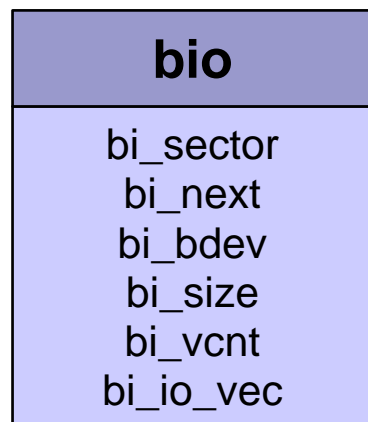 bio
bi_sector
bi_next
bi_bdev
bi_size
bi_vcnt
bi_io_vec